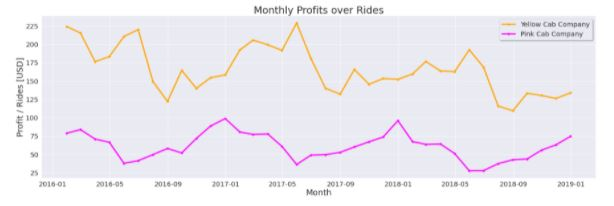 Monthly Profits over Rides
Yellow Cab Company
Pink Cab Company
Profit / Rides [USD]
225
200
175
150
125
100
75
50
25
2016-01 2016-05 2016-09 2017-01 2017-05 2017-09 2018-01 2018-05 2018-09 2019-01
Month